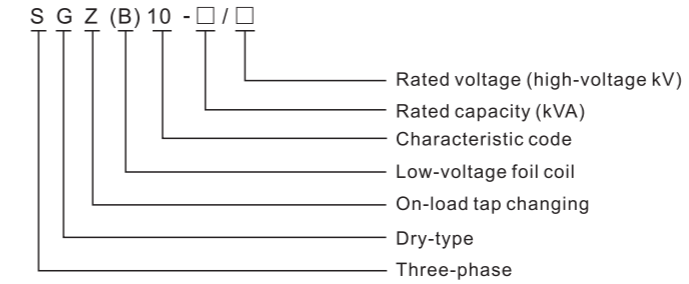 S G Z (B) 10 - □ / □
Rated voltage (high-voltage kV)
Rated capacity (kVA)
Characteristic code
Low-voltage foil coil
On-load tap changing
Dry-type
Three-phase